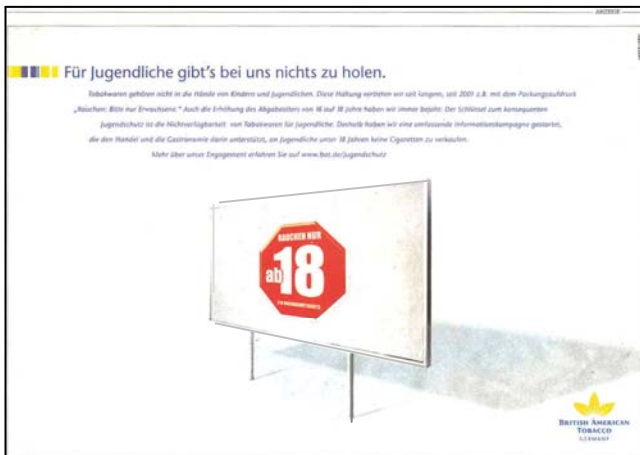 ANZEIGE
Für Jugendliche gibt's bei uns nichts zu holen.
Tabakwaren gehören nicht in die Hände von Kindern und Jugendlichen. Diese Haltung vertreten wir seit langem, seit 2001 z.B. mit dem Packungsaufdruck
„Rauchen: Bitte nur Erwachsene.“ Auch die Erhöhung des Abgabealters von 16 auf 18 Jahre haben wir immer bejaht. Der Schlüssel zum konsequenten
Jugendschutz ist die Nichtverfügbarkeit von Tabakwaren für Jugendliche. Deshalb haben wir eine umfassende Informationskampagne gestartet,
die den Handel und die Gastronomie darin unterstützt, an Jugendliche unter 18 Jahren keine Cigaretten zu verkaufen.
Mehr über unser Engagement erfahren Sie auf www.bat.de/jugendschutz
RAUCHEN NUR
ab 18
BRITISH AMERICAN
TOBACCO
GERMANY